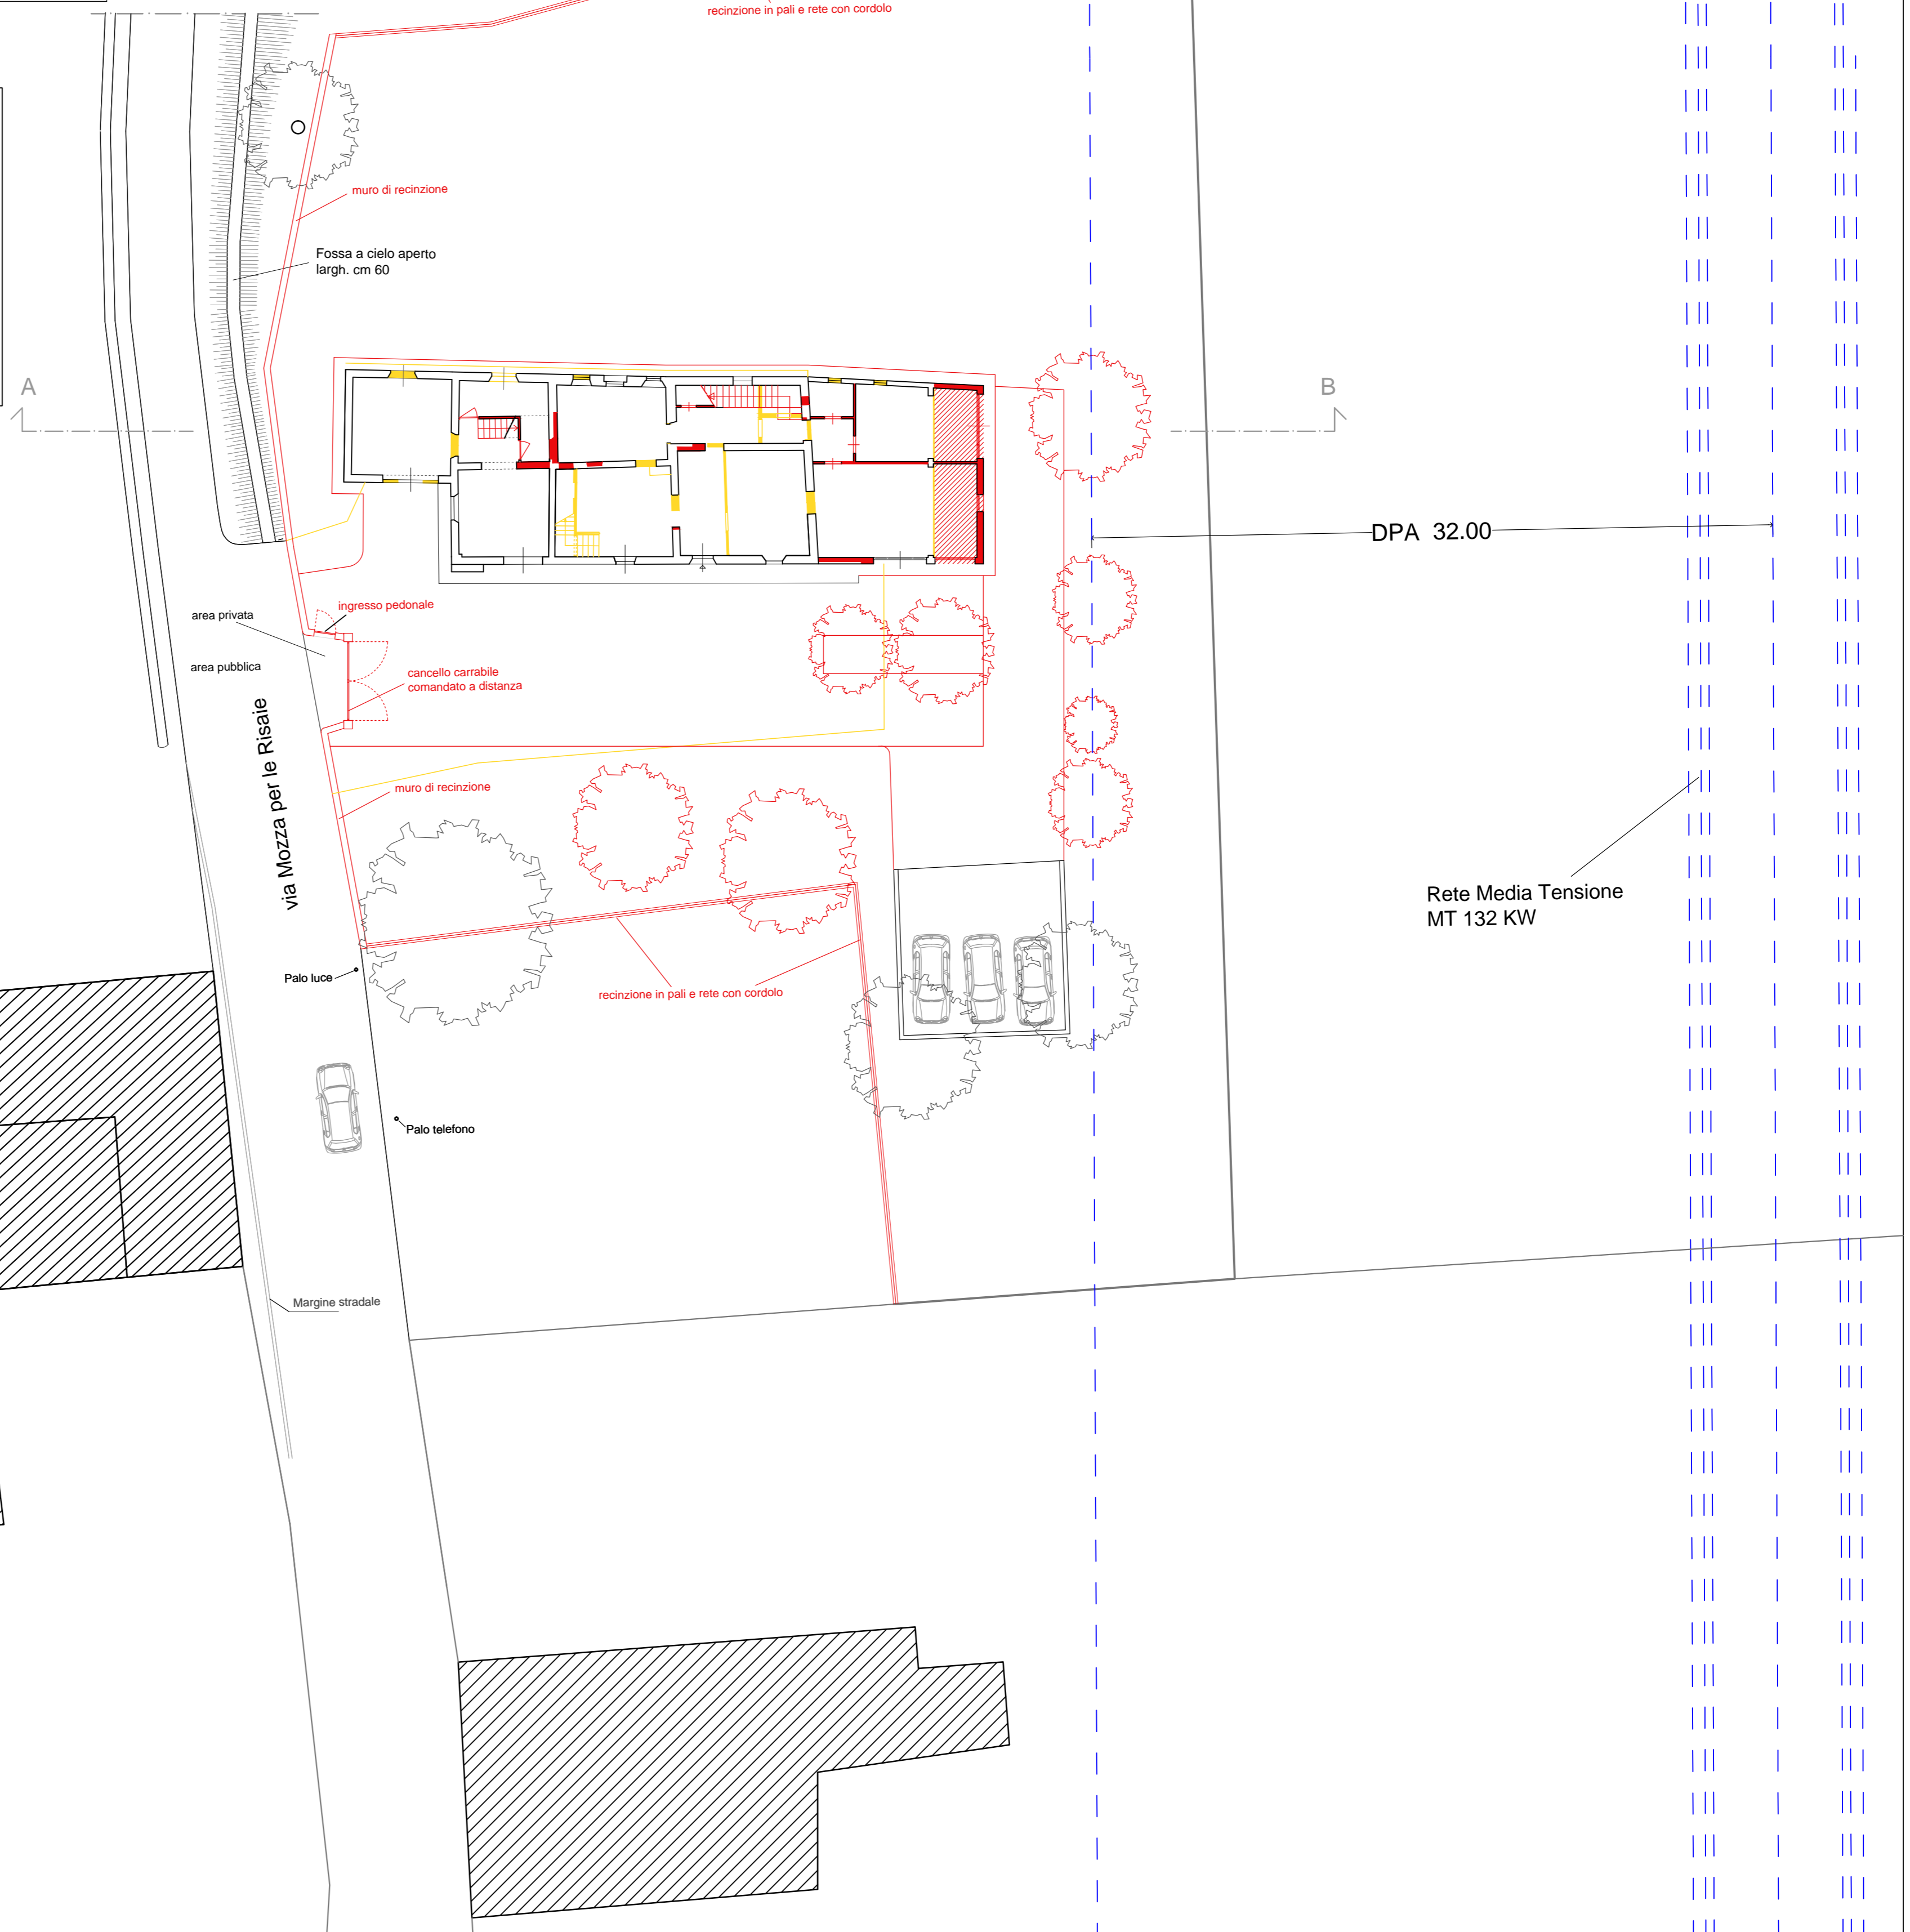 recinzione in pali e rete con cordolo
muro di recinzione
Fossa a cielo aperto
largh. cm 60
A
B
DPA 32.00
area privata
ingresso pedonale
area pubblica
cancello carrabile
comandato a distanza
via Mozza per le Risaie
muro di recinzione
Rete Media Tensione
MT 132 KW
Palo luce
recinzione in pali e rete con cordolo
Palo telefono
Margine stradale